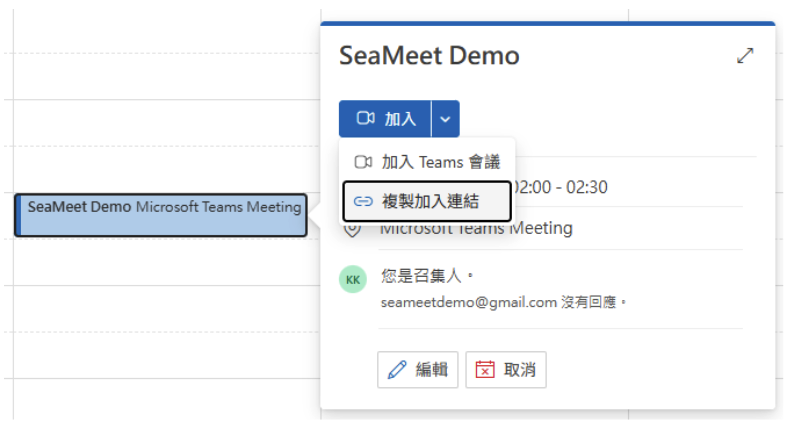 SeaMeet Demo
加入
加入 Teams 會議
複製加入連結
SeaMeet Demo Microsoft Teams Meeting
02:00 - 02:30
Microsoft Teams Meeting
KK
您是召集人。
seameetdemo@gmail.com 沒有回應。
編輯
取消